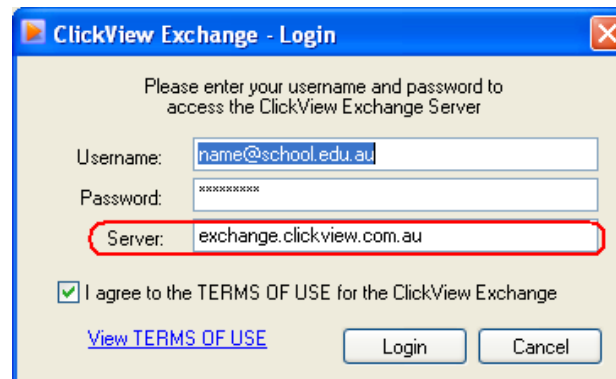 ClickView Exchange - Login
Please enter your username and password to
access the ClickView Exchange Server
Username: name@school.edu.au
Password: *********
Server: exchange.clickview.com.au
I agree to the TERMS OF USE for the ClickView Exchange
View TERMS OF USE Login Cancel